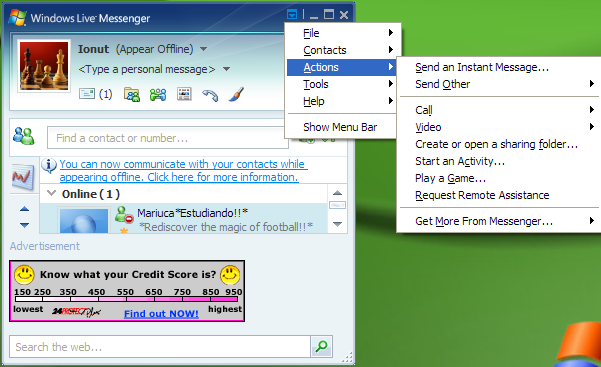 Windows Live™ Messenger
Ionut (Appear Offline)
<Type a personal message>
(1)
File
Contacts
Actions
Tools
Help
Show Menu Bar
Send an Instant Message...
Send Other
Call
Video
Create or open a sharing folder...
Start an Activity...
Play a Game...
Request Remote Assistance
Get More From Messenger...
Find a contact or number...
You can now communicate with your contacts while
appearing offline. Click here for more information.
Online (1)
Mariuca*Estudiando!!*
*Rediscover the magic of football!!*
Advertisement
Know what your Credit Score is?
150 250 350 450 550 650 750 850 950
lowest
highest
Find out NOW!
Search the web...